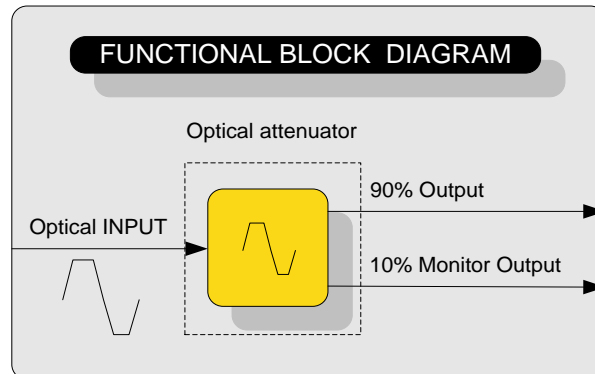 FUNCTIONAL BLOCK DIAGRAM
Optical attenuator
90% Output
Optical INPUT
10% Monitor Output